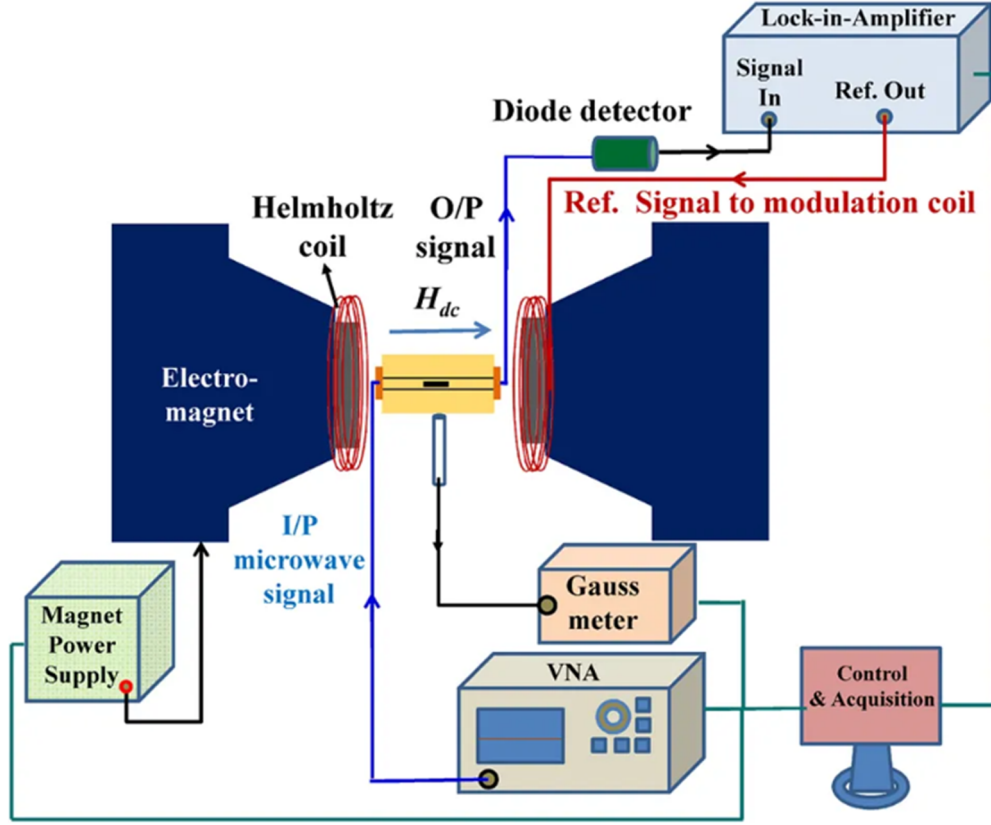 Lock-in-Amplifier
Signal
In
Ref. Out
Diode detector
Ref. Signal to modulation coil
Helmholtz
coil
O/P
signal
Hdc
Electro-
magnet
I/P
microwave
signal
Magnet
Power
Supply
Gauss
meter
VNA
Control
& Acquisition